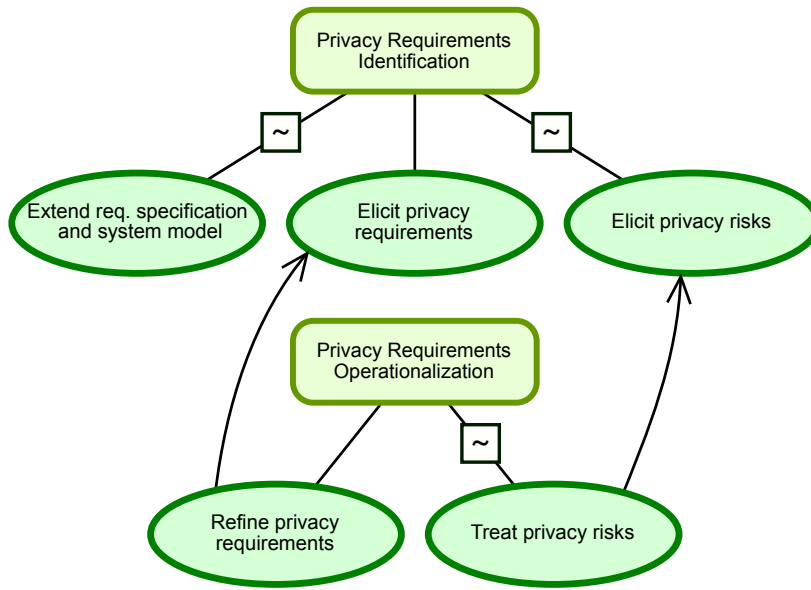 Privacy Requirements
Identification
~
~
Extend req. specification
and system model
Elicit privacy
requirements
Elicit privacy risks
Privacy Requirements
Operationalization
~
Refine privacy
requirements
Treat privacy risks